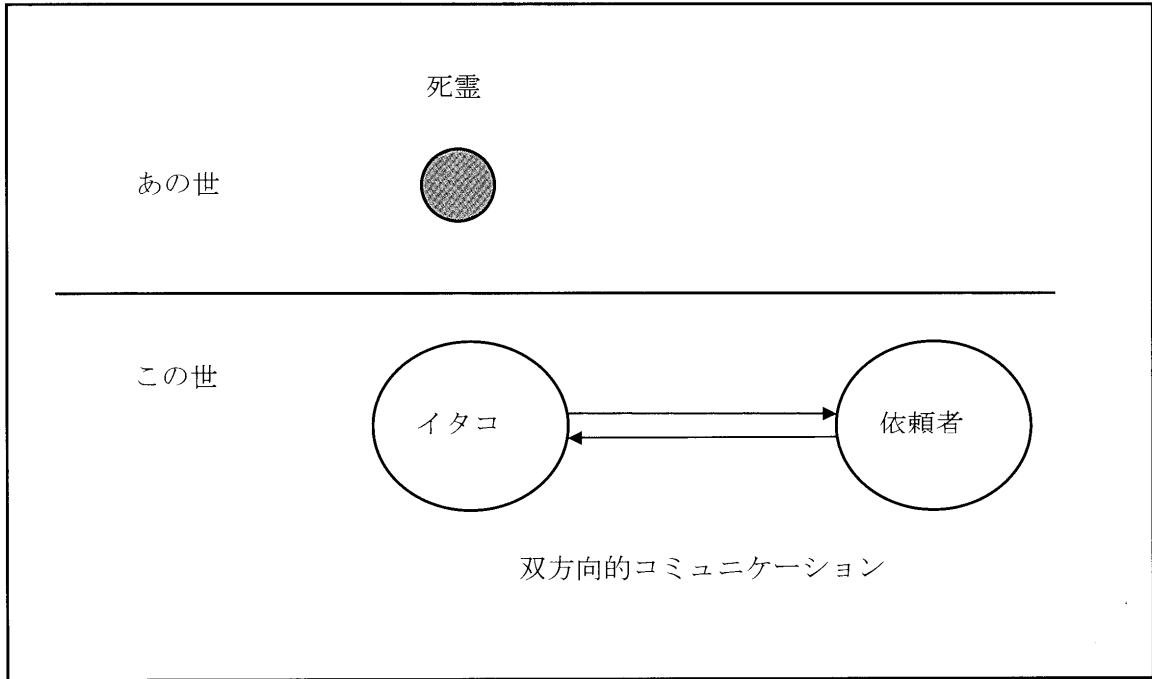 死霊
あの世
この世
イタコ
依頼者
双方向的コミュニケーション